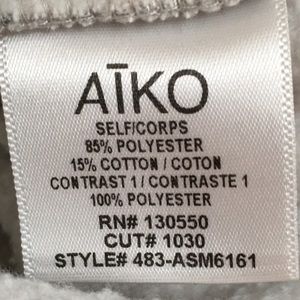 AĪKO
SELF/CORPS
85% POLYESTER
15% COTTON / COTON
CONTRAST 1 / CONTRASTE 1
100% POLYESTER
RN# 130550
CUT# 1030
STYLE# 483-ASM6161